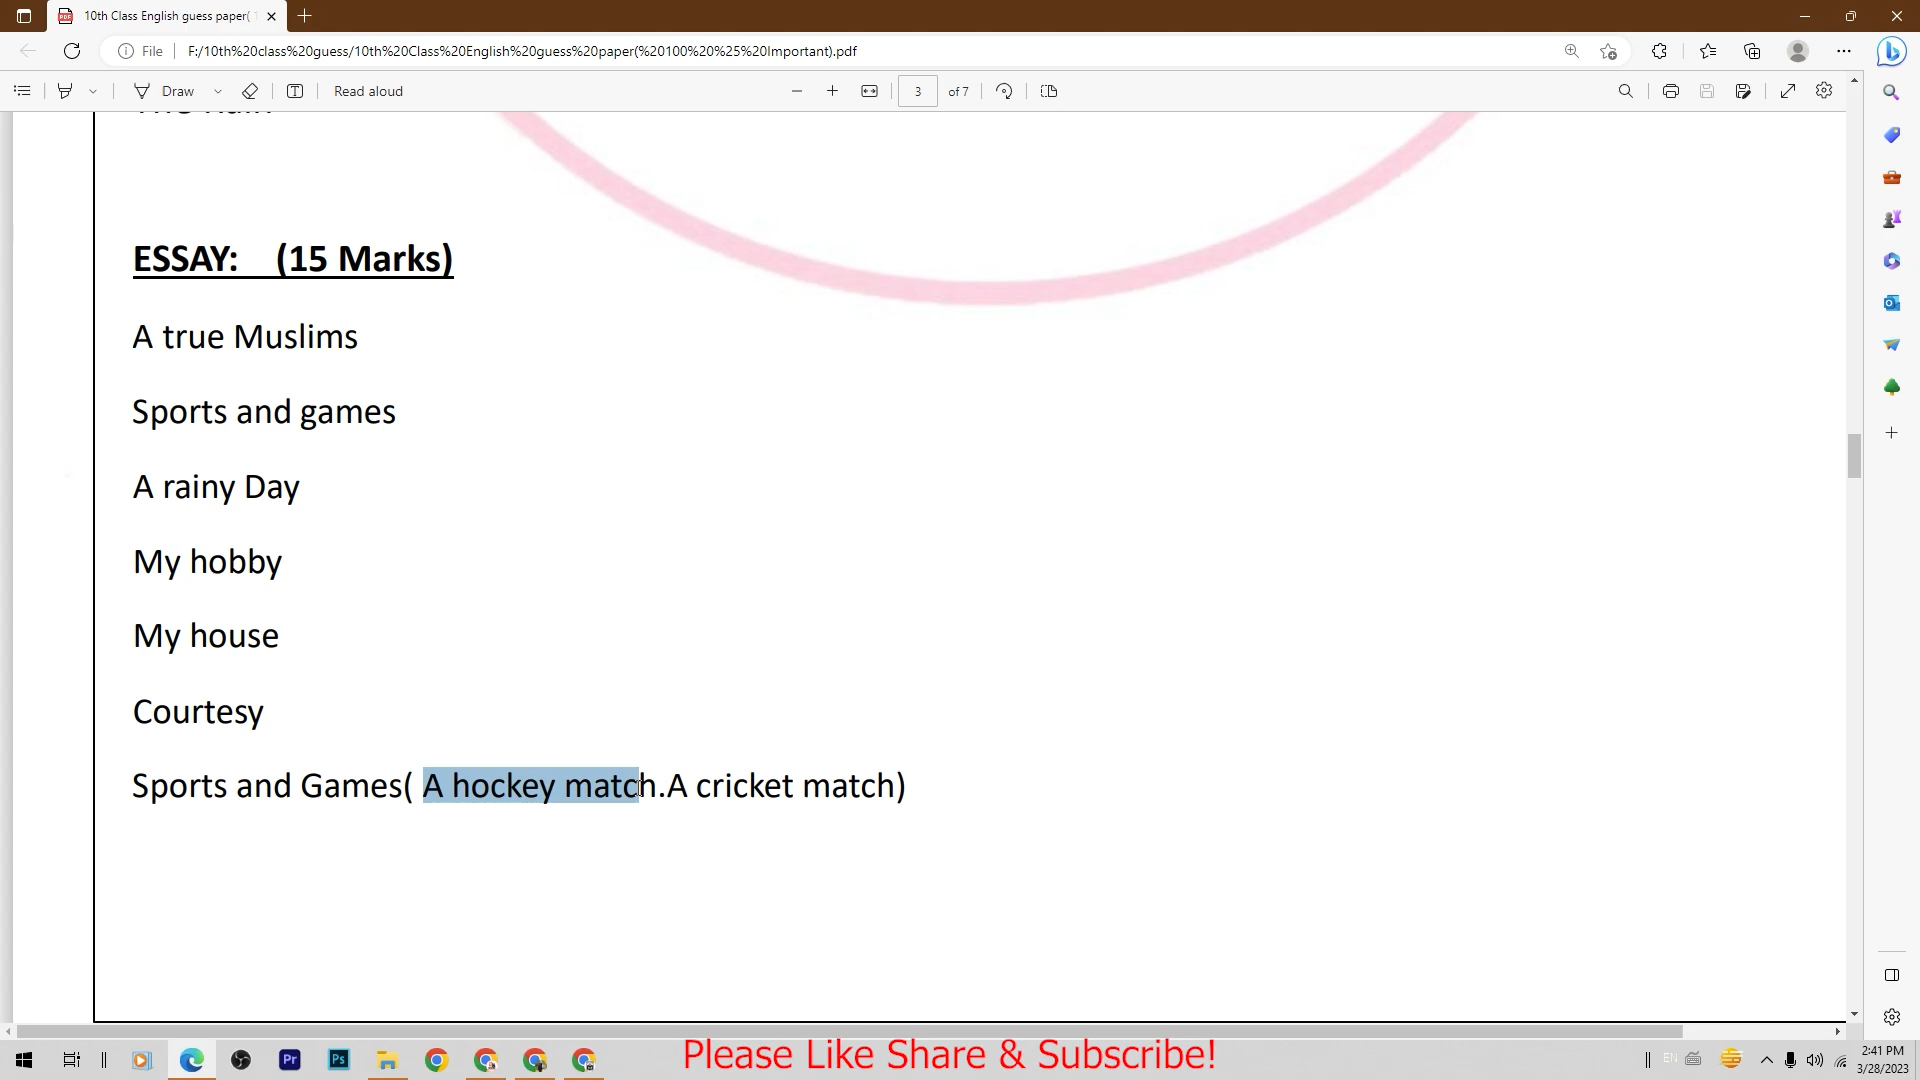 10th Class English guess paper(
File
F:/10th%20class%20guess/10th%20Class%20English%20guess%20paper(%20100%20%25%20Important).pdf
Draw
Read aloud
3 of 7
ESSAY: (15 Marks)
A true Muslims
Sports and games
A rainy Day
My hobby
My house
Courtesy
Sports and Games( A hockey match.A cricket match)
Please Like Share & Subscribe!
EN
2:41 PM
3/28/2023